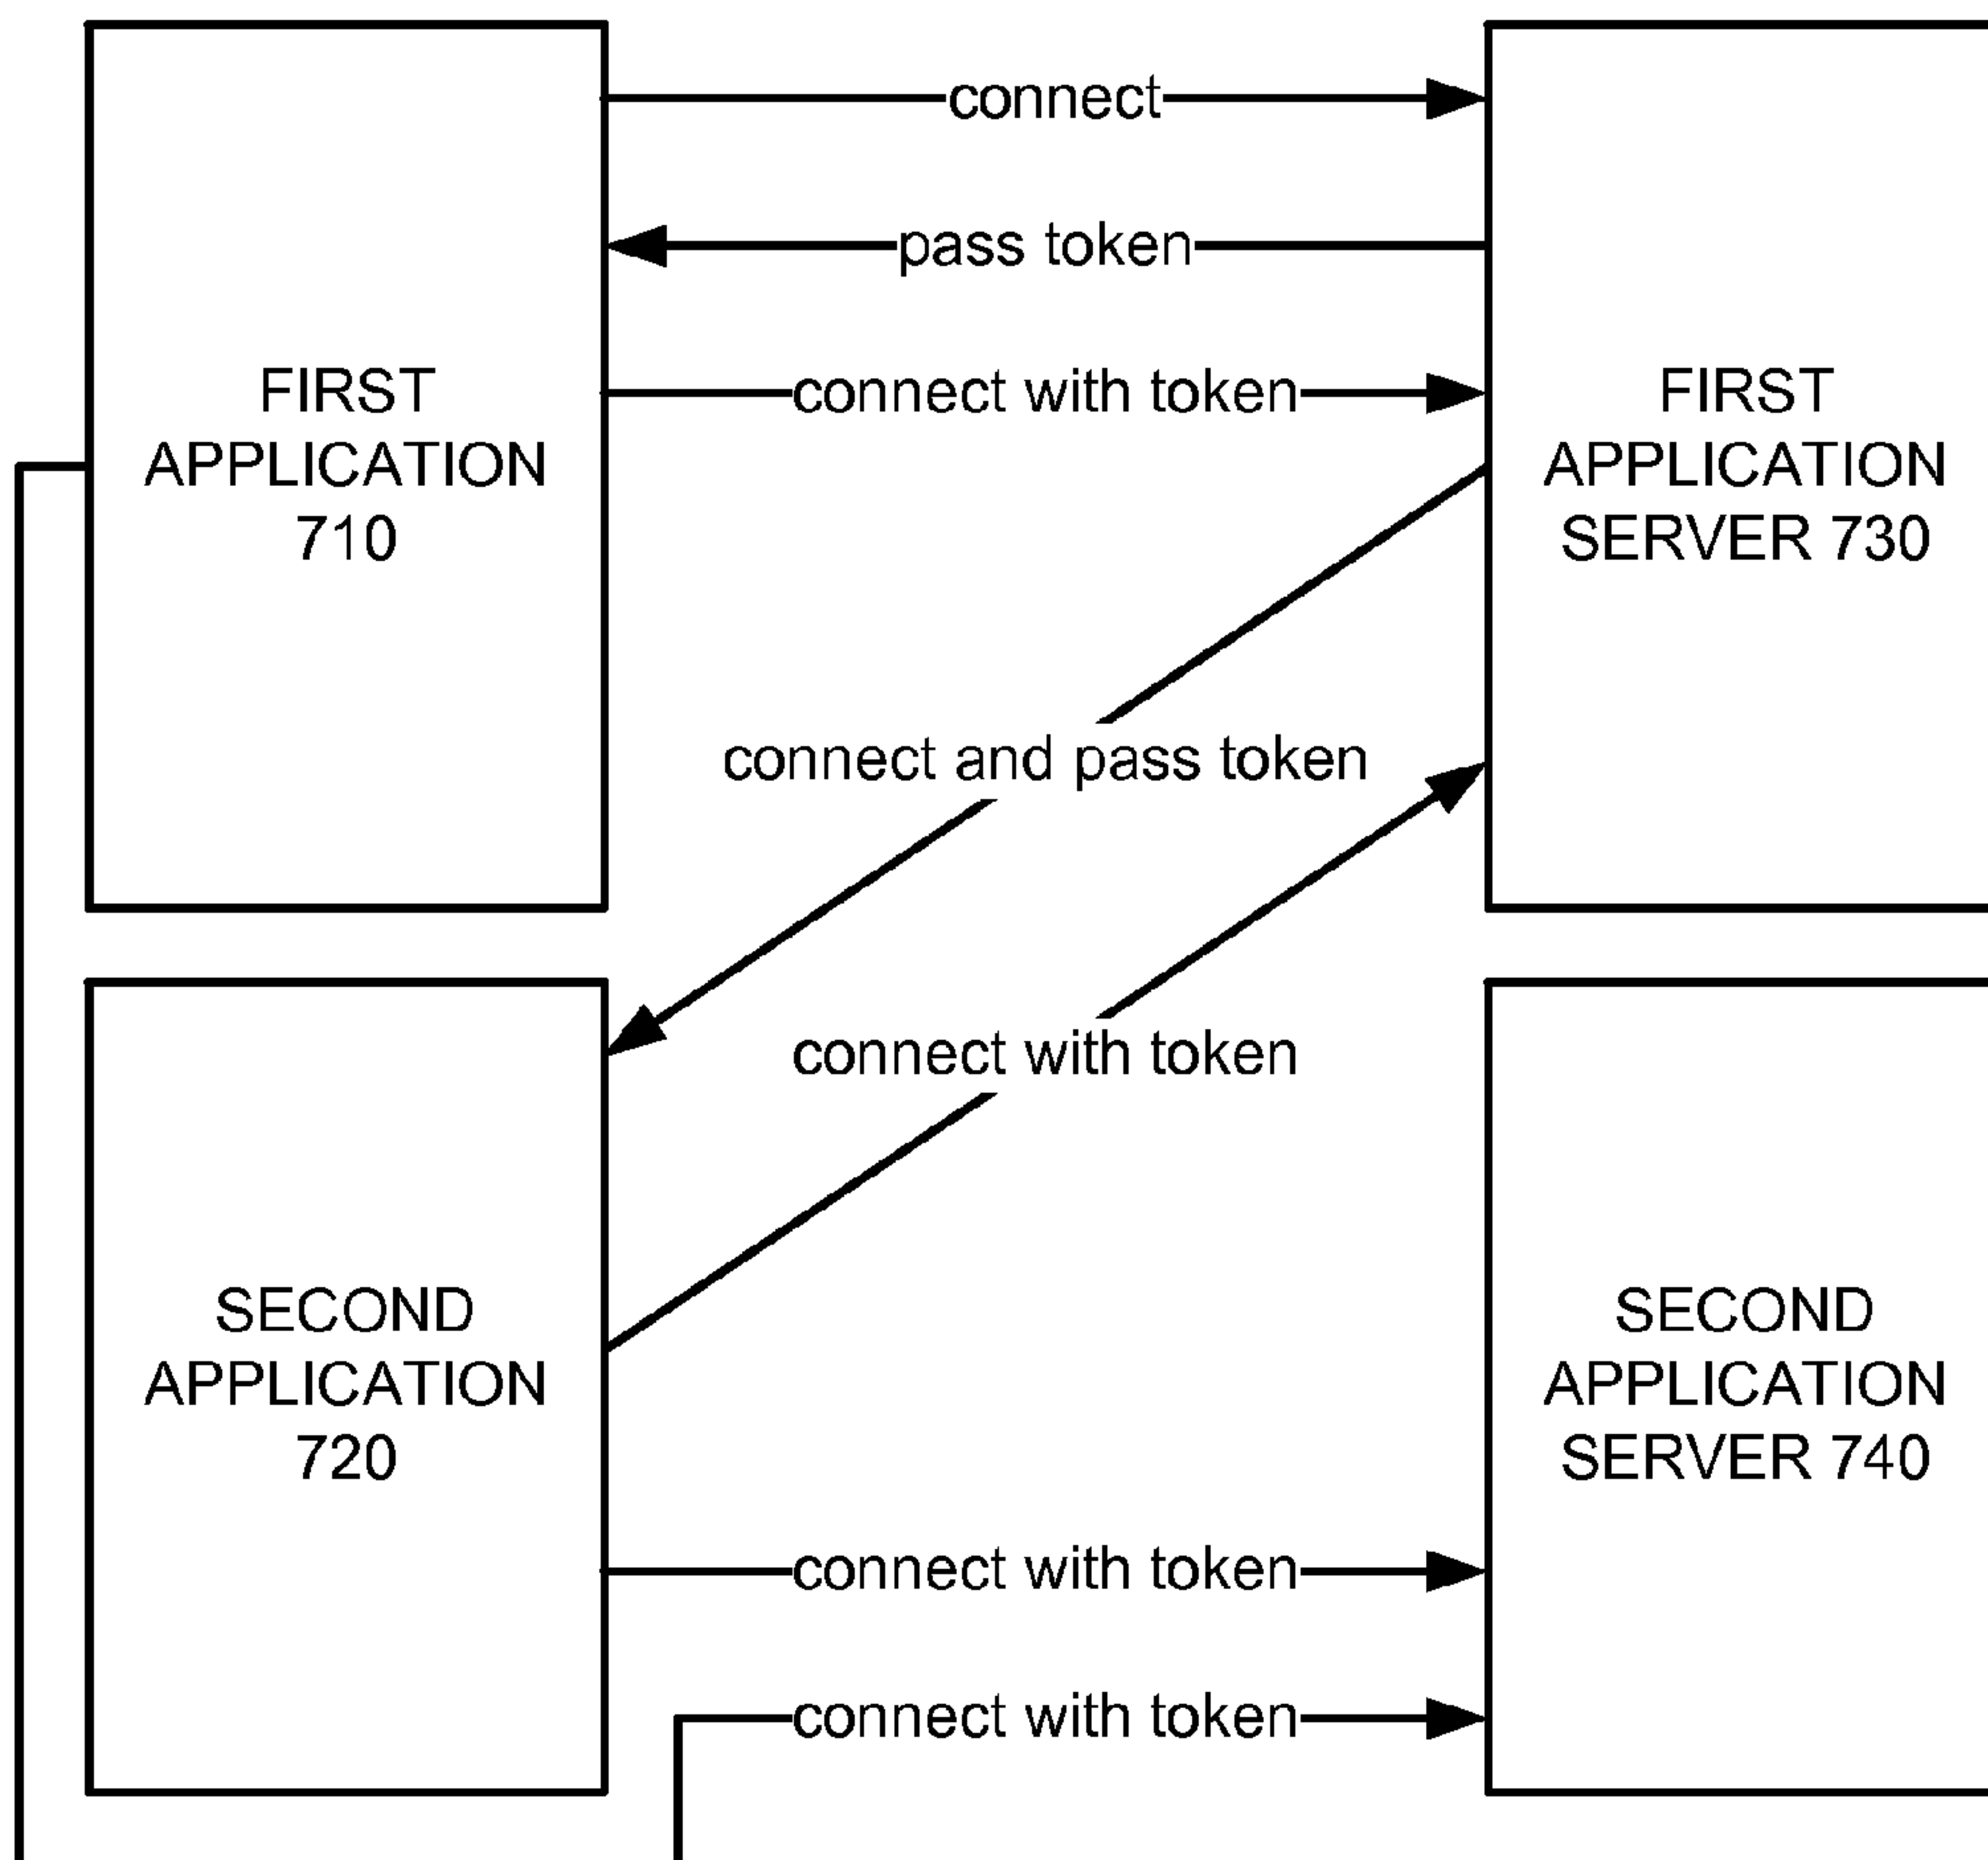 connect
pass token
connect with token
FIRST
APPLICATION
710
FIRST
APPLICATION
SERVER 730
connect and pass token
connect with token
SECOND
APPLICATION
720
SECOND
APPLICATION
SERVER 740
connect with token
connect with token